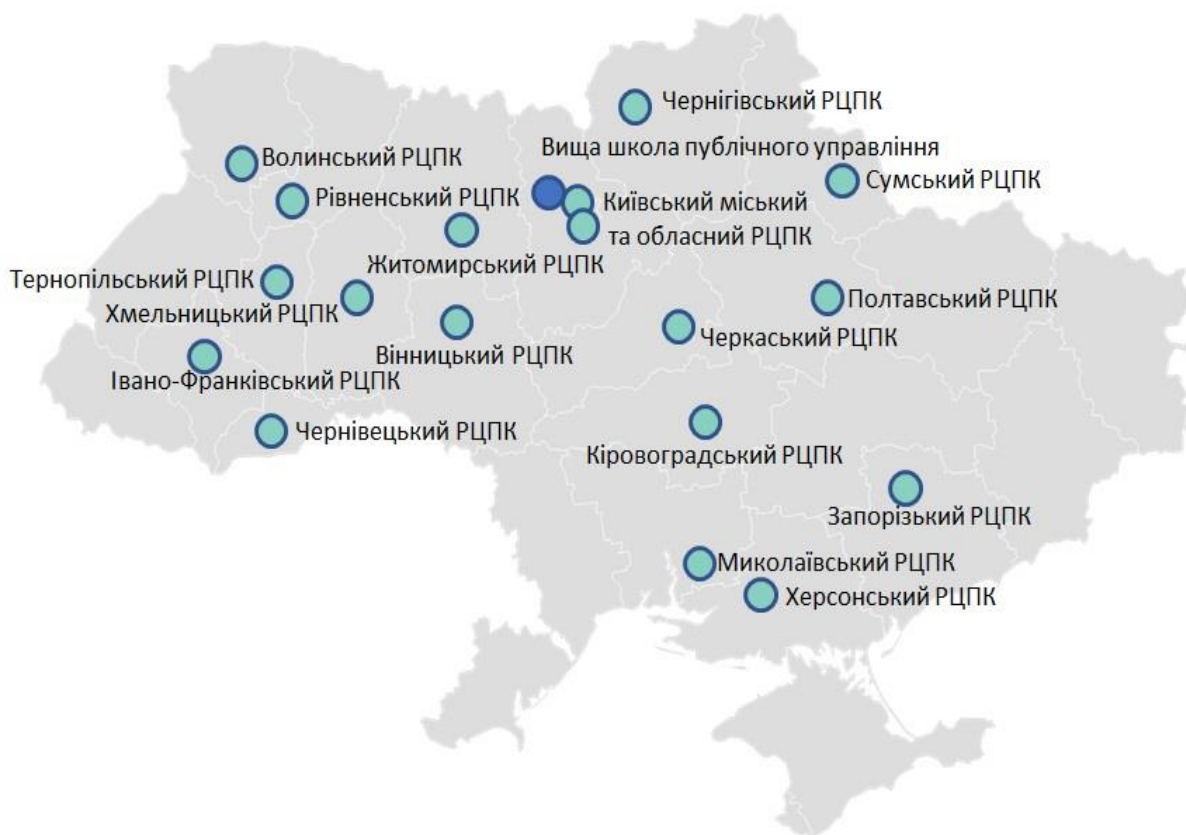 Чернігівський РЦПК
Вища школа публічного управління
Волинський РЦПК
Сумський РЦПК
Рівненський РЦПК
Київський міський
та обласний РЦПК
Житомирський РЦПК
Тернопільський РЦПК
Хмельницький РЦПК
Полтавський РЦПК
Черкаський РЦПК
Вінницький РЦПК
Івано-Франківський РЦПК
Чернівецький РЦПК
Кіровоградський РЦПК
Запорізький РЦПК
Миколаївський РЦПК
Херсонський РЦПК